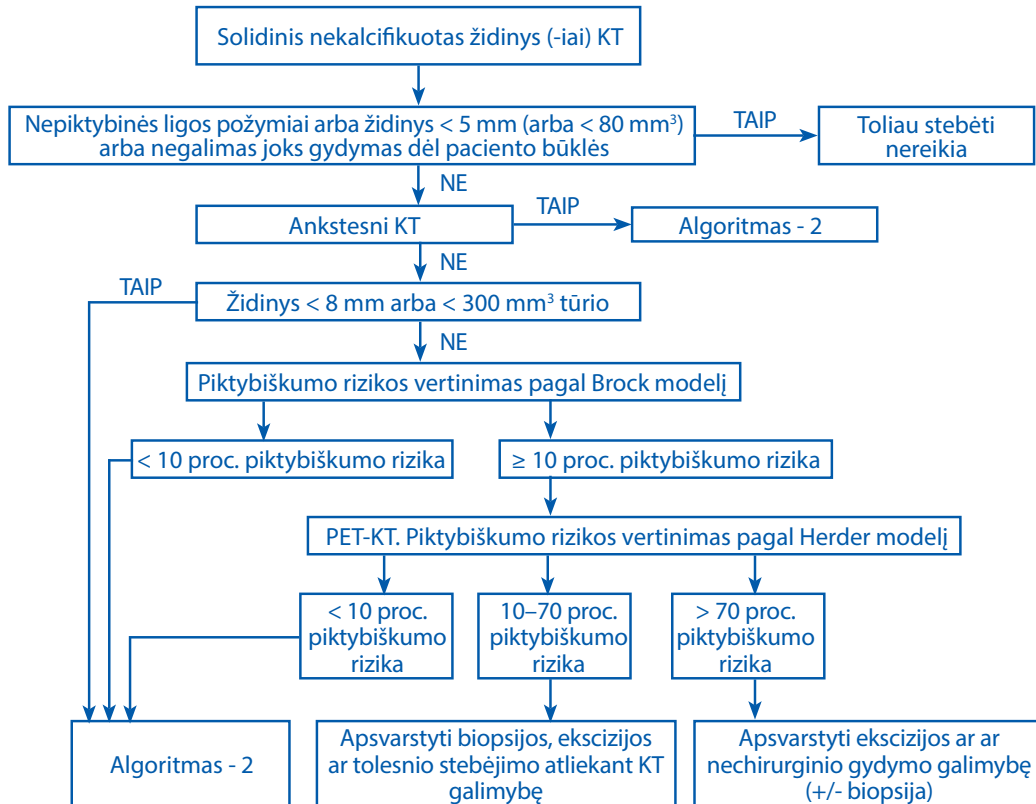 Solidinis nekalcifikuotas židinys (-iai) KT
Nepiktybinės ligos požymiai arba židinys < 5 mm (arba < 80 mm³)
arba negalimas joks gydymas dėl paciento būklės
TAIP
Toliau stebėti
nereikia
NE
Ankstesni KT
TAIP
Algoritmas - 2
NE
TAIP
Židinys < 8 mm arba < 300 mm³ tūrio
NE
Piktybiškumo rizikos vertinimas pagal Brock modelį
< 10 proc. piktybiškumo rizika
≥ 10 proc. piktybiškumo rizika
PET-KT. Piktybiškumo rizikos vertinimas pagal Herder modelį
< 10 proc.
piktybiškumo
rizika
10–70 proc.
piktybiškumo
rizika
> 70 proc.
piktybiškumo
rizika
Algoritmas - 2
Apsvarstyti biopsijos, ekscizijos
ar tolesnio stebėjimo atliekant KT
galimybę
Apsvarstyti ekscizijos ar ar
nechirurginio gydymo galimybę
(+/- biopsija)